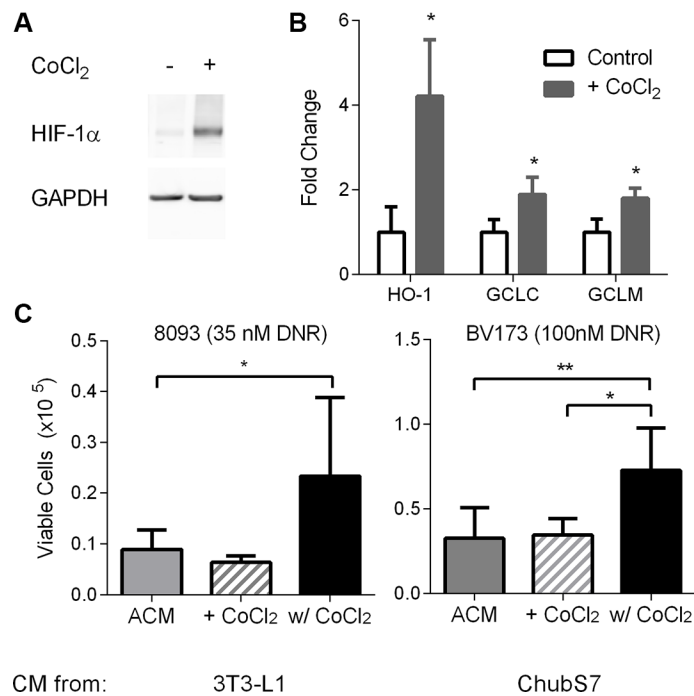 A
CoCl2 - +
HIF-1α
GAPDH
B
6
4
2
0
Fold Change
* * *
Control
+ CoCl2
HO-1 GCLC GCLM
C
8093 (35 nM DNR)
0.5
0.4
0.3
0.2
0.1
0.0
Viable Cells (x10 5)
*
ACM + CoCl2 w/ CoCl2
BV173 (100nM DNR)
1.5
1.0
0.5
0.0
**
*
ACM + CoCl2 w/ CoCl2
CM from: 3T3-L1 ChubS7